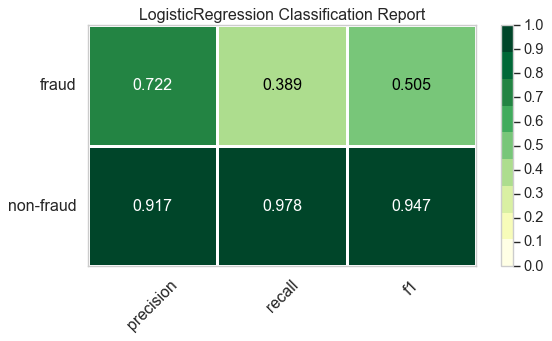 LogisticRegression Classification Report
fraud 0.722 0.389 0.505
non-fraud 0.917 0.978 0.947
precision recall f1
1.0
0.9
0.8
0.7
0.6
0.5
0.4
0.3
0.2
0.1
0.0